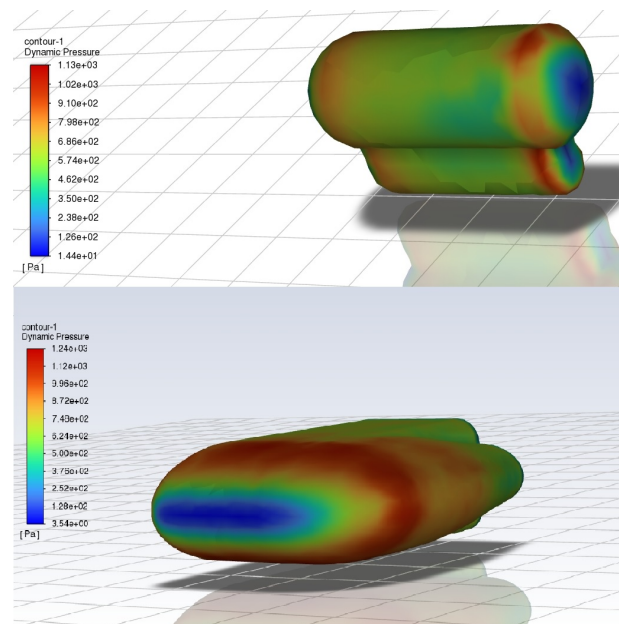 contour-1
Dynamic Pressure
1.13e+03
1.02e+03
9.10e+02
7.98e+02
6.86e+02
5.74e+02
4.62e+02
3.50e+02
2.38e+02
1.26e+02
1.44e+01
[ Pa ]
contour-1
Dynamic Pressure
1.24e+03
1.12e+03
9.96e+02
8.72e+02
7.48e+02
6.24e+02
5.00e+02
3.76e+02
2.52e+02
1.28e+02
3.54e+00
[ Pa ]